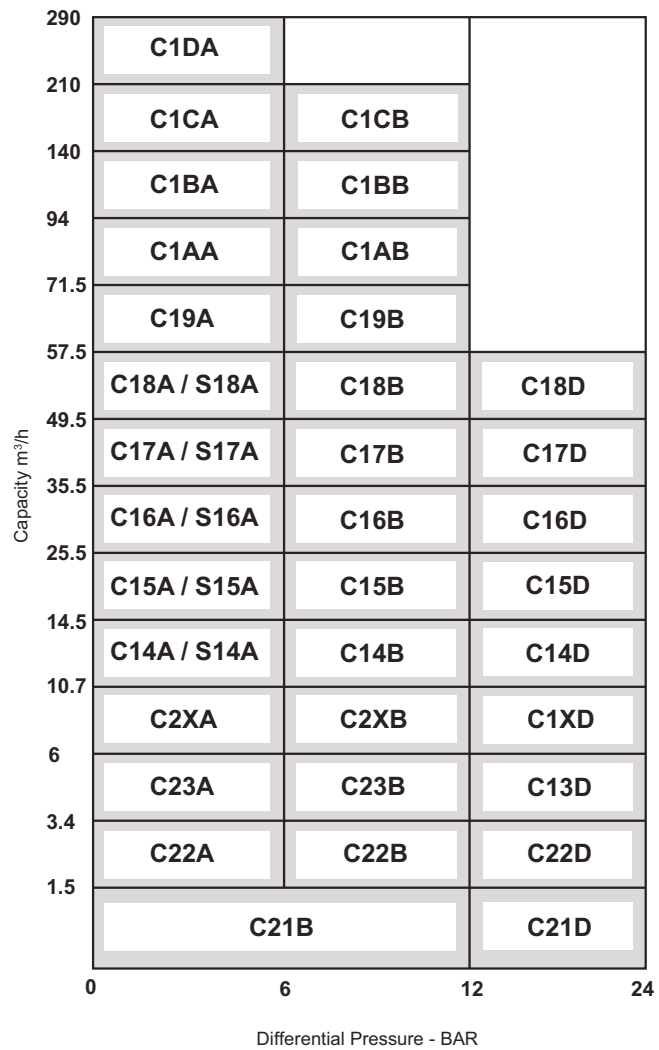 290
C1DA
210
C1CA C1CB
140
C1BA C1BB
94
C1AA C1AB
71.5
C19A C19B
57.5
C18A / S18A C18B C18D
49.5
C17A / S17A C17B C17D
35.5
C16A / S16A C16B C16D
25.5
C15A / S15A C15B C15D
14.5
C14A / S14A C14B C14D
10.7
C2XA C2XB C1XD
6
C23A C23B C13D
3.4
C22A C22B C22D
1.5
C21B C21D
0 6 12 24
Capacity m³/h
Differential Pressure - BAR